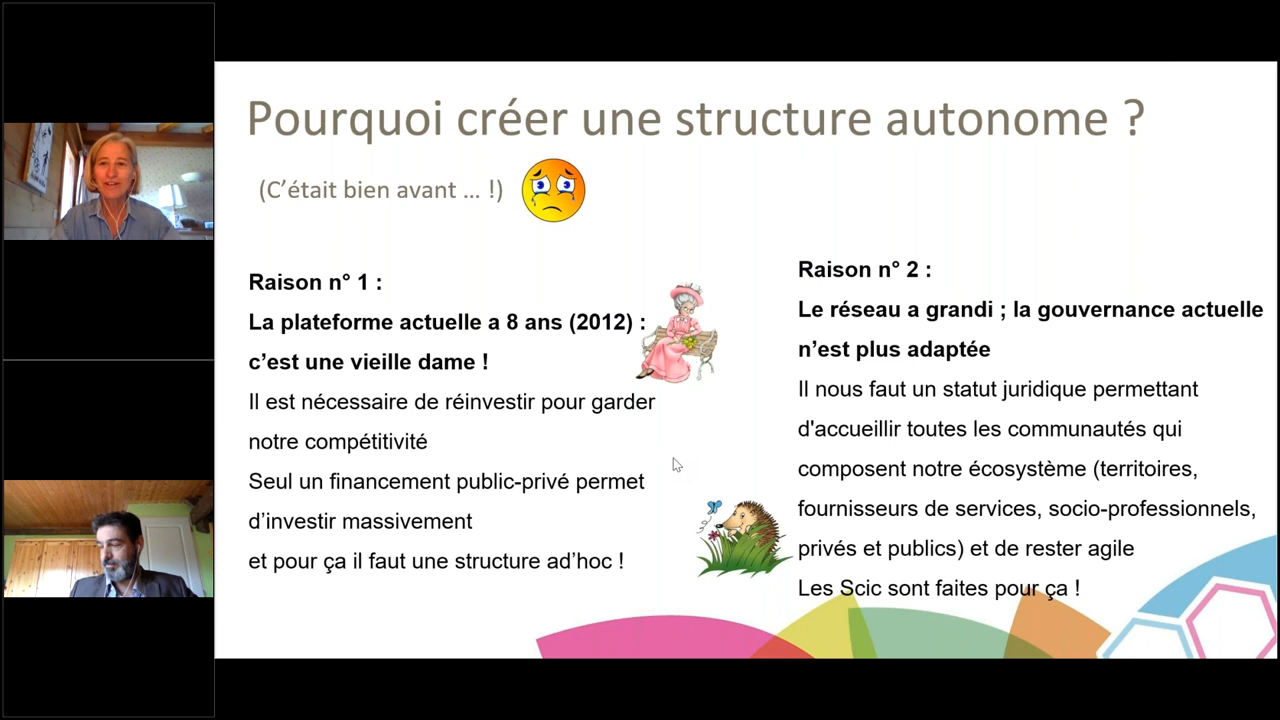 Pourquoi créer une structure autonome ?
(C’était bien avant ... !)
Raison n° 1 :
La plateforme actuelle a 8 ans (2012) :
c’est une vieille dame !
Il est nécessaire de réinvestir pour garder
notre compétitivité
Seul un financement public-privé permet
d’investir massivement
et pour ça il faut une structure ad’hoc !
Raison n° 2 :
Le réseau a grandi ; la gouvernance actuelle
n’est plus adaptée
Il nous faut un statut juridique permettant
d'accueillir toutes les communautés qui
composent notre écosystème (territoires,
fournisseurs de services, socio-professionnels,
privés et publics) et de rester agile
Les Scic sont faites pour ça !